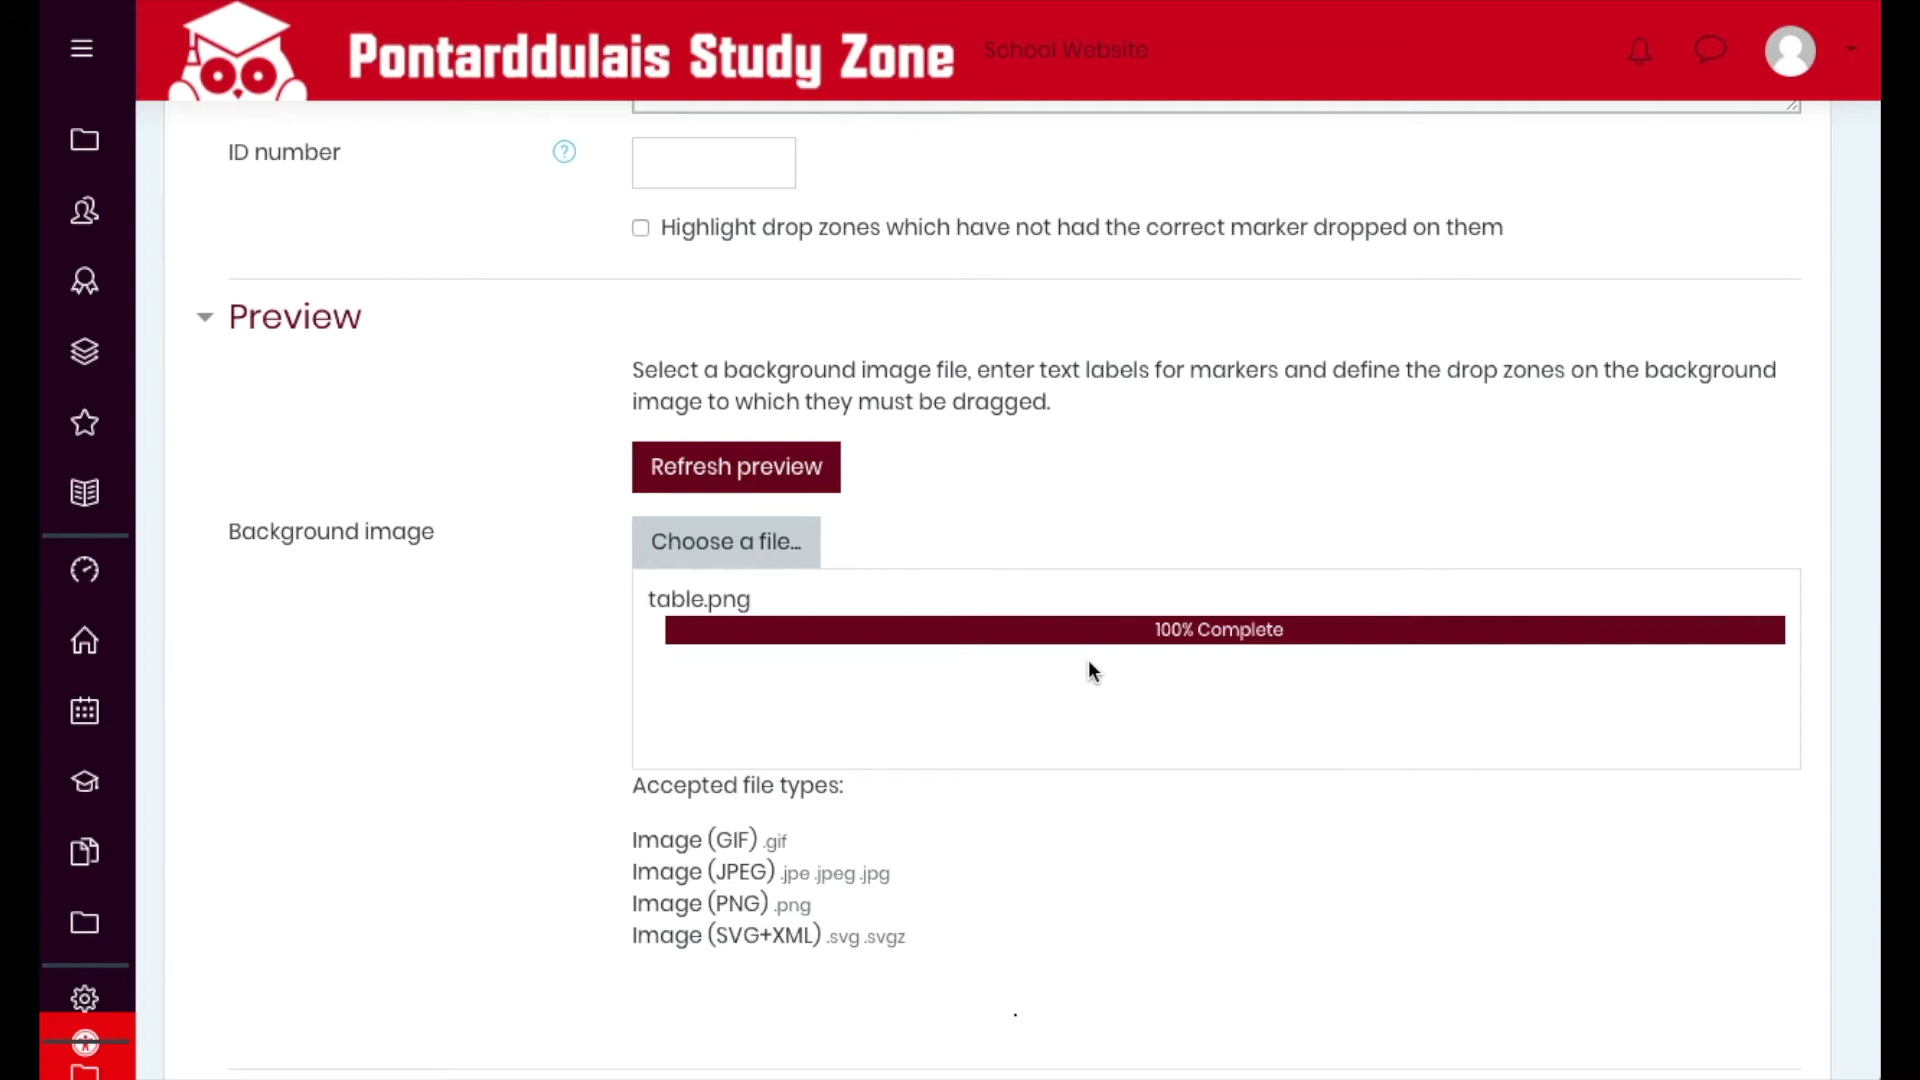 Pontarddulais Study Zone
School Website
ID number
Highlight drop zones which have not had the correct marker dropped on them
Preview
Select a background image file, enter text labels for markers and define the drop zones on the background
image to which they must be dragged.
Refresh preview
Background image
Choose a file...
table.png
100% Complete
Accepted file types:
Image (GIF) .gif
Image (JPEG) .jpe .jpeg .jpg
Image (PNG) .png
Image (SVG+XML) .svg .svgz